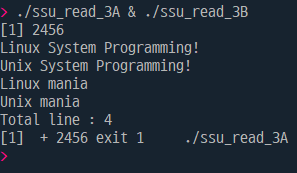 > ./ssu_read_3A & ./ssu_read_3B
[1] 2456
Linux System Programming!
Unix System Programming!
Linux mania
Unix mania
Total line : 4
[1]  + 2456 exit 1     ./ssu_read_3A
>